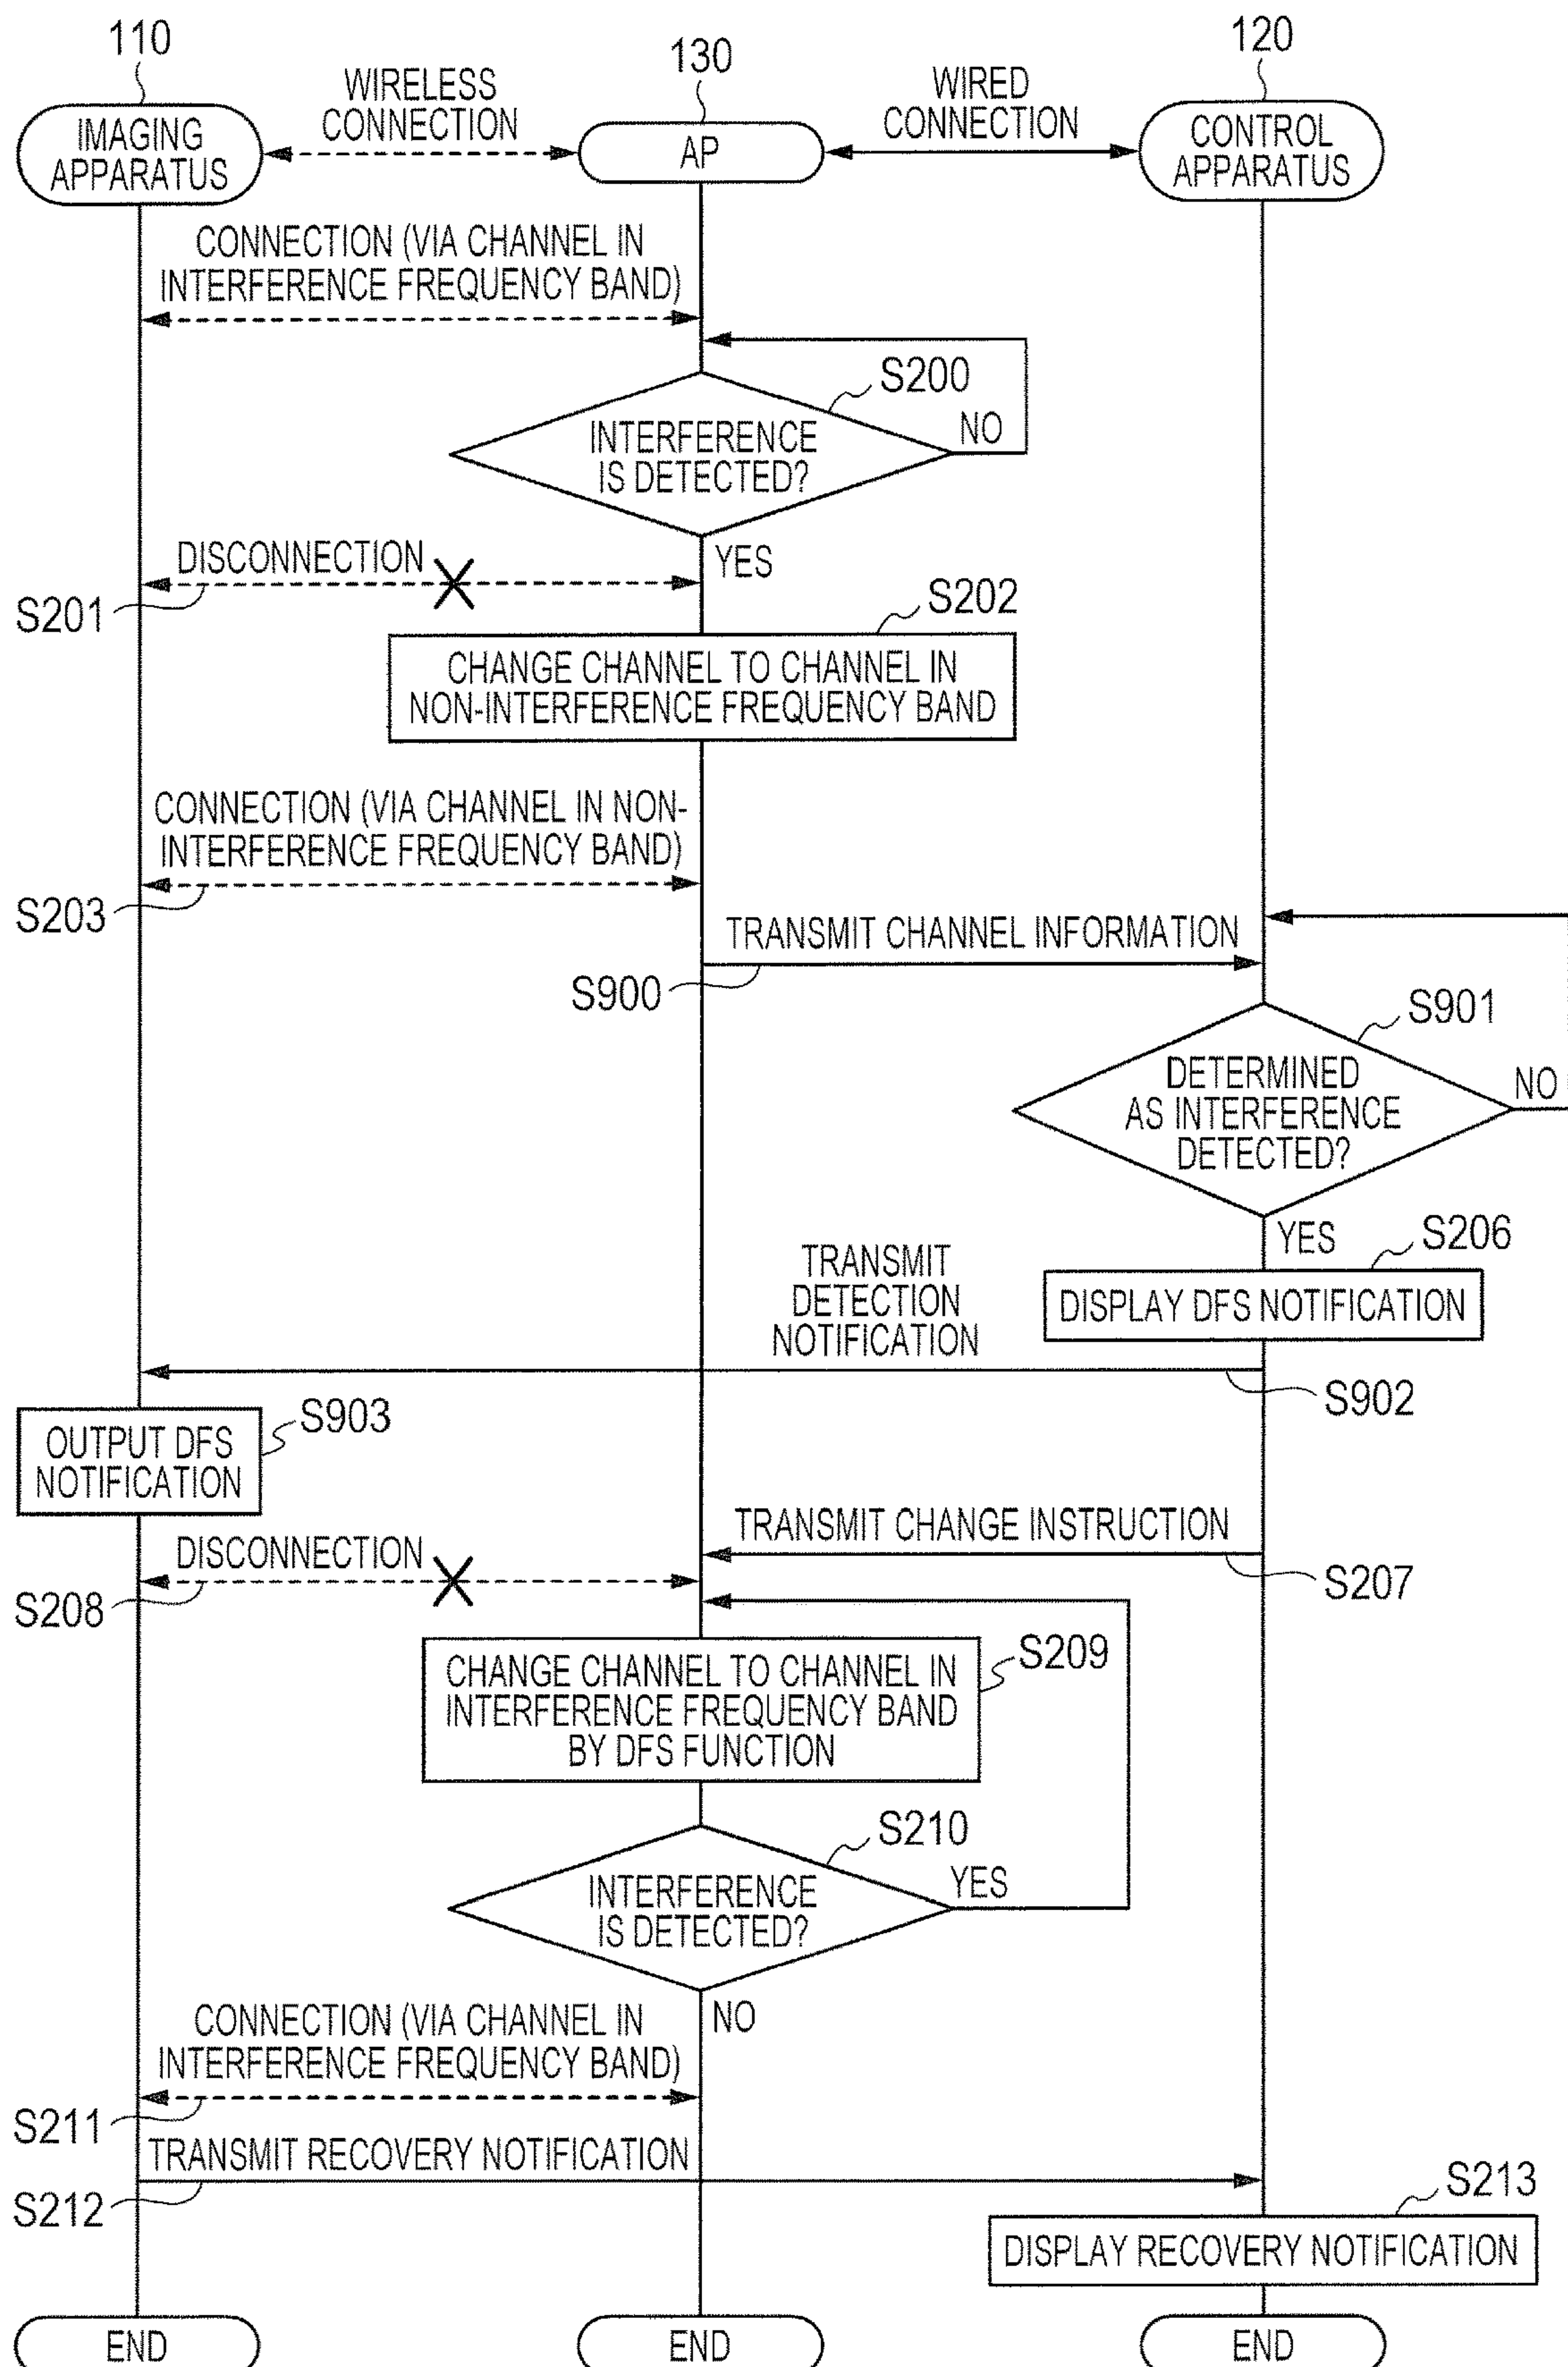 110
130
120
IMAGING
APPARATUS
WIRELESS
CONNECTION
AP
WIRED
CONNECTION
CONTROL
APPARATUS
CONNECTION (VIA CHANNEL IN
INTERFERENCE FREQUENCY BAND)
S200
INTERFERENCE
IS DETECTED?
NO
YES
DISCONNECTION
S201
S202
CHANGE CHANNEL TO CHANNEL IN
NON-INTERFERENCE FREQUENCY BAND
CONNECTION (VIA CHANNEL IN NON-
INTERFERENCE FREQUENCY BAND)
S203
TRANSMIT CHANNEL INFORMATION
S900
S901
DETERMINED
AS INTERFERENCE
DETECTED?
NO
YES
S206
DISPLAY DFS NOTIFICATION
TRANSMIT
DETECTION
NOTIFICATION
S902
OUTPUT DFS
NOTIFICATION
S903
TRANSMIT CHANGE INSTRUCTION
S207
DISCONNECTION
S208
CHANGE CHANNEL TO CHANNEL IN
INTERFERENCE FREQUENCY BAND
BY DFS FUNCTION
S209
S210
INTERFERENCE
IS DETECTED?
YES
NO
CONNECTION (VIA CHANNEL IN
INTERFERENCE FREQUENCY BAND)
S211
TRANSMIT RECOVERY NOTIFICATION
S212
S213
DISPLAY RECOVERY NOTIFICATION
END
END
END